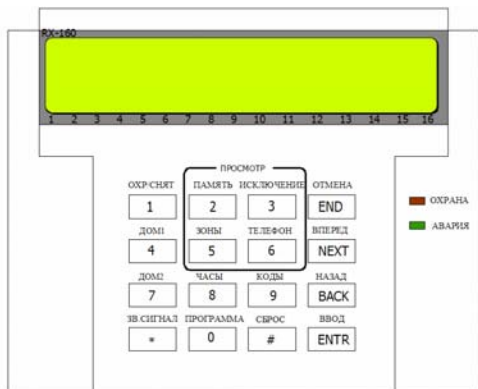 RX-160
1 2 3 4 5 6 7 8 9 10 11 12 13 14 15 16
ПРОСМОТР
ОХР/СНЯТ ПАМЯТЬ ИСКЛЮЧЕНИЕ ОТМЕНА
1 2 3 END
ОХРАНА
ДОМ1 ЗОНЫ ТЕЛЕФОН ВПЕРЕД
АВАРИЯ
4 5 6 NEXT
ДОМ2 ЧАСЫ КОДЫ НАЗАД
7 8 9 BACK
ЗВ.СИГНАЛ ПРОГРАММА СБРОС ВВОД
* 0 # ENTR